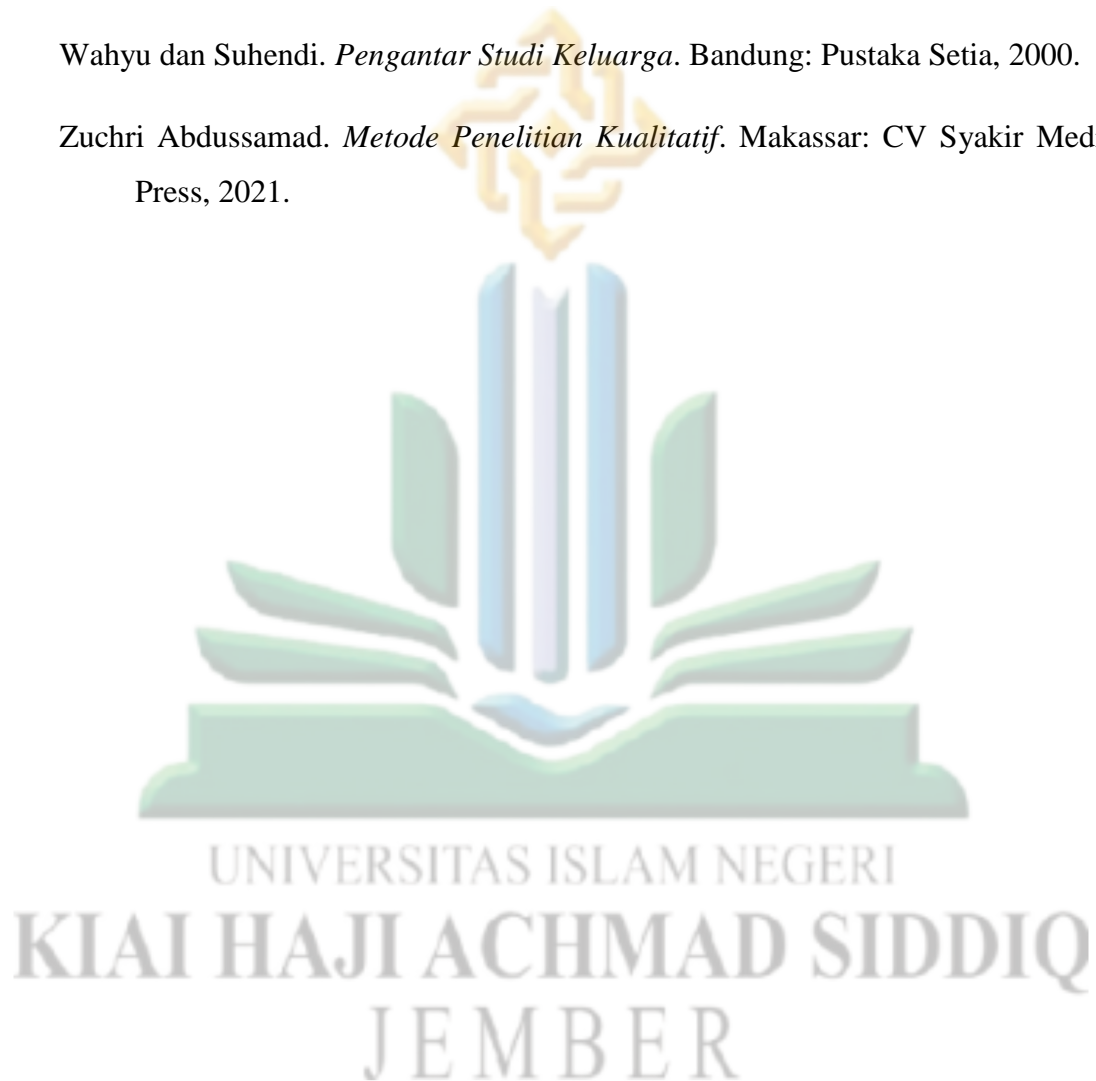 Wahyu dan Suhendi. Pengantar Studi Keluarga. Bandung: Pustaka Setia, 2000.
Zuchri Abdussamad. Metode Penelitian Kualitatif. Makassar: CV Syakir Med
Press, 2021.
UNIVERSITAS ISLAM NEGERI
KIAI HAJI ACHMAD SIDDIQ
JEMBER